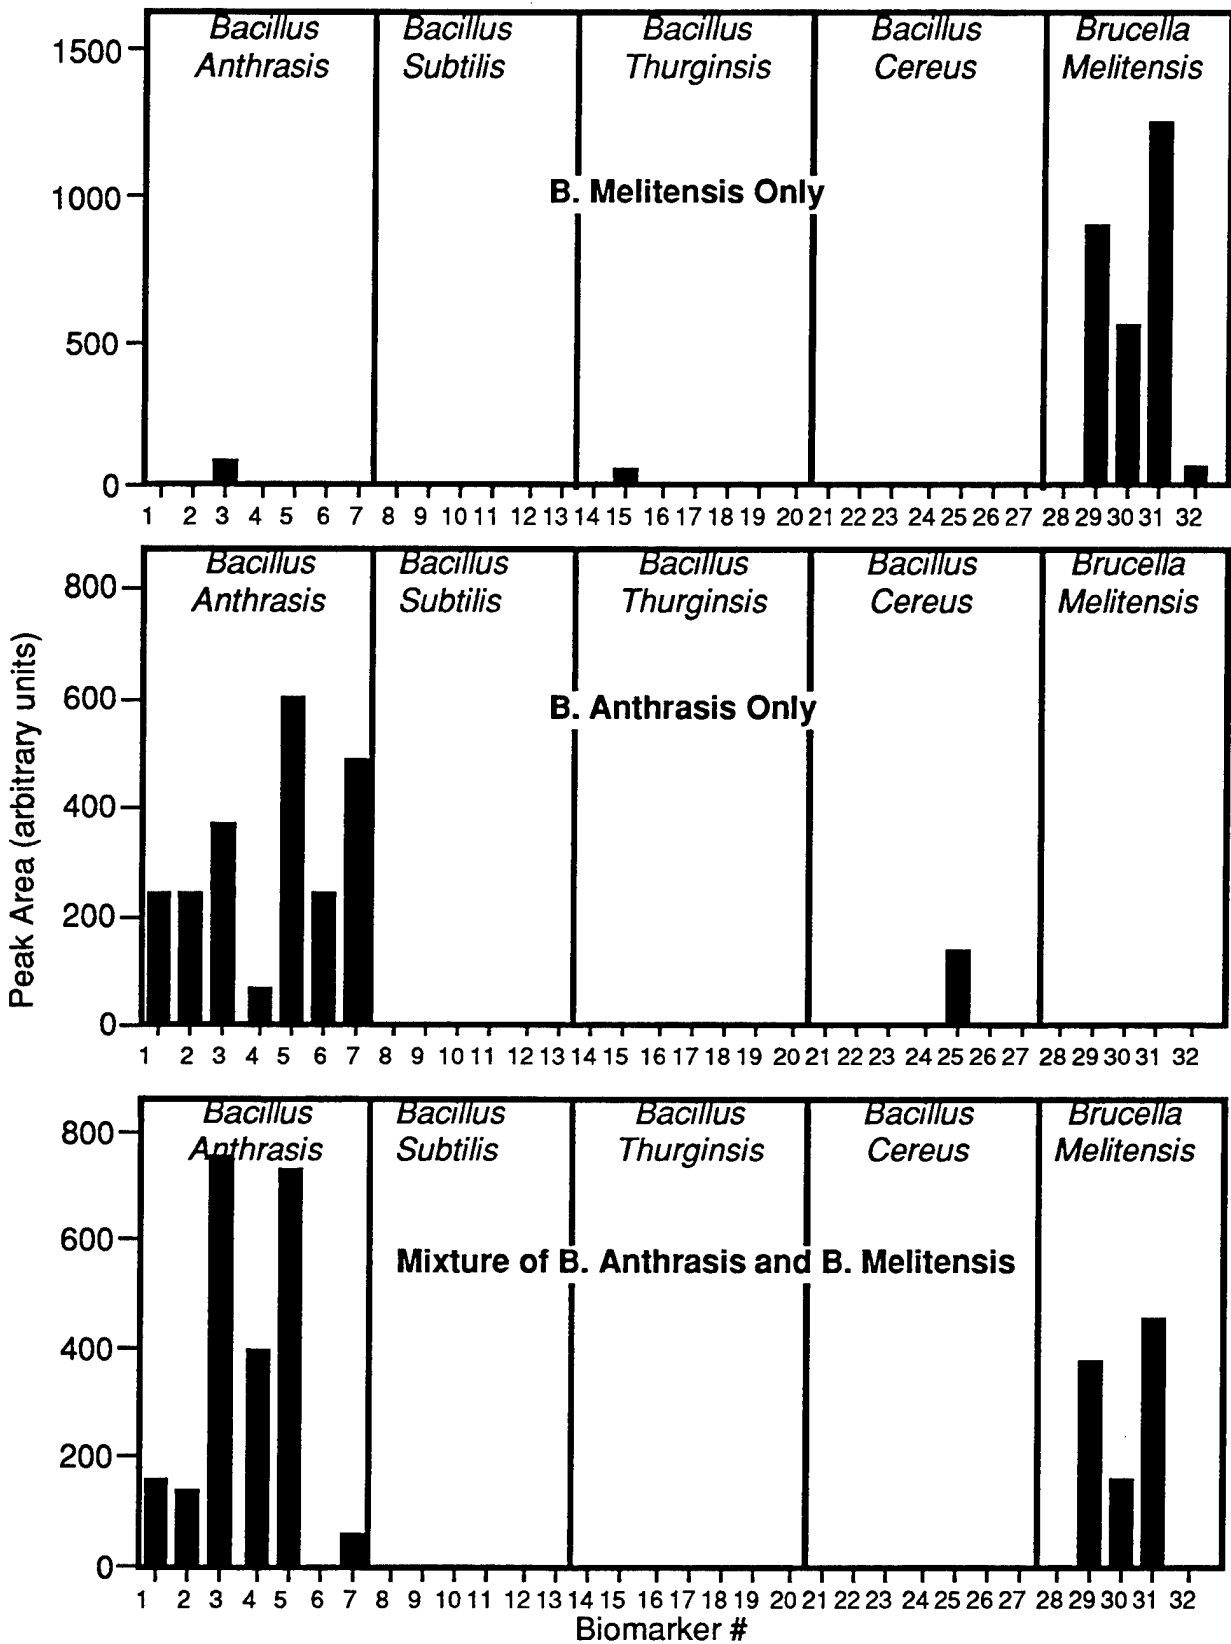 Bacillus Anthrasis
Bacillus Subtilis
Bacillus Thurginsis
Bacillus Cereus
Brucella Melitensis
1500
1000
500
0
B. Melitensis Only
1 2 3 4 5 6 7 8 9 10 11 12 13 14 15 16 17 18 19 20 21 22 23 24 25 26 27 28 29 30 31 32
Bacillus Anthrasis
Bacillus Subtilis
Bacillus Thurginsis
Bacillus Cereus
Brucella Melitensis
800
600
400
200
0
B. Anthrasis Only
Peak Area (arbitrary units)
1 2 3 4 5 6 7 8 9 10 11 12 13 14 15 16 17 18 19 20 21 22 23 24 25 26 27 28 29 30 31 32
Bacillus Anthrasis
Bacillus Subtilis
Bacillus Thurginsis
Bacillus Cereus
Brucella Melitensis
800
600
400
200
0
Mixture of B. Anthrasis and B. Melitensis
1 2 3 4 5 6 7 8 9 10 11 12 13 14 15 16 17 18 19 20 21 22 23 24 25 26 27 28 29 30 31 32
Biomarker #